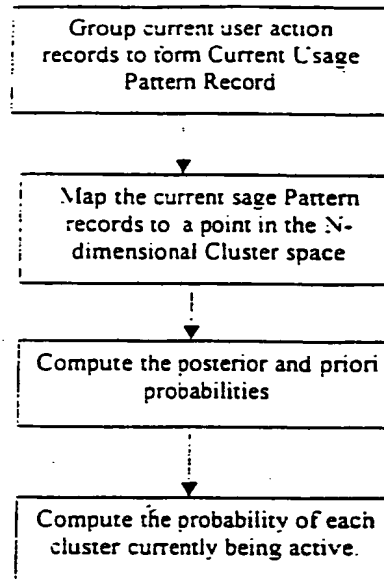 Group current user action
records to form Current Usage
Pattern Record
Map the current sage Pattern
records to a point in the N-
dimensional Cluster space
Compute the posterior and priori
probabilities
Compute the probability of each
cluster currently being active.